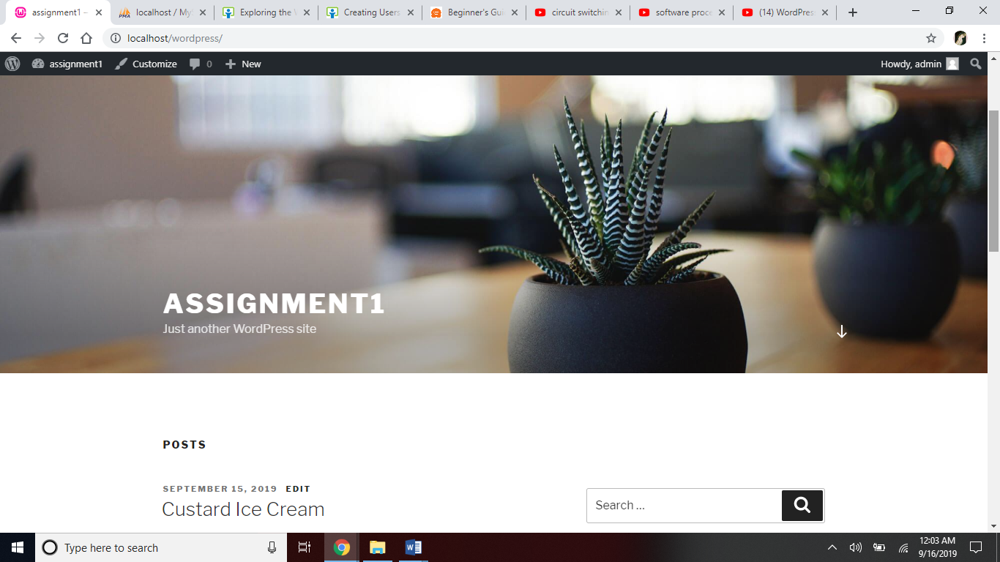 assignment1 –
localhost / My
Exploring the W
Creating Users
Beginner's Gui
circuit switchin
software proce
(14) WordPress
localhost/wordpress/
assignment1
Customize
0
New
Howdy, admin
ASSIGNMENT1
Just another WordPress site
POSTS
SEPTEMBER 15, 2019 EDIT
Custard Ice Cream
Search …
Type here to search
12:03 AM
9/16/2019